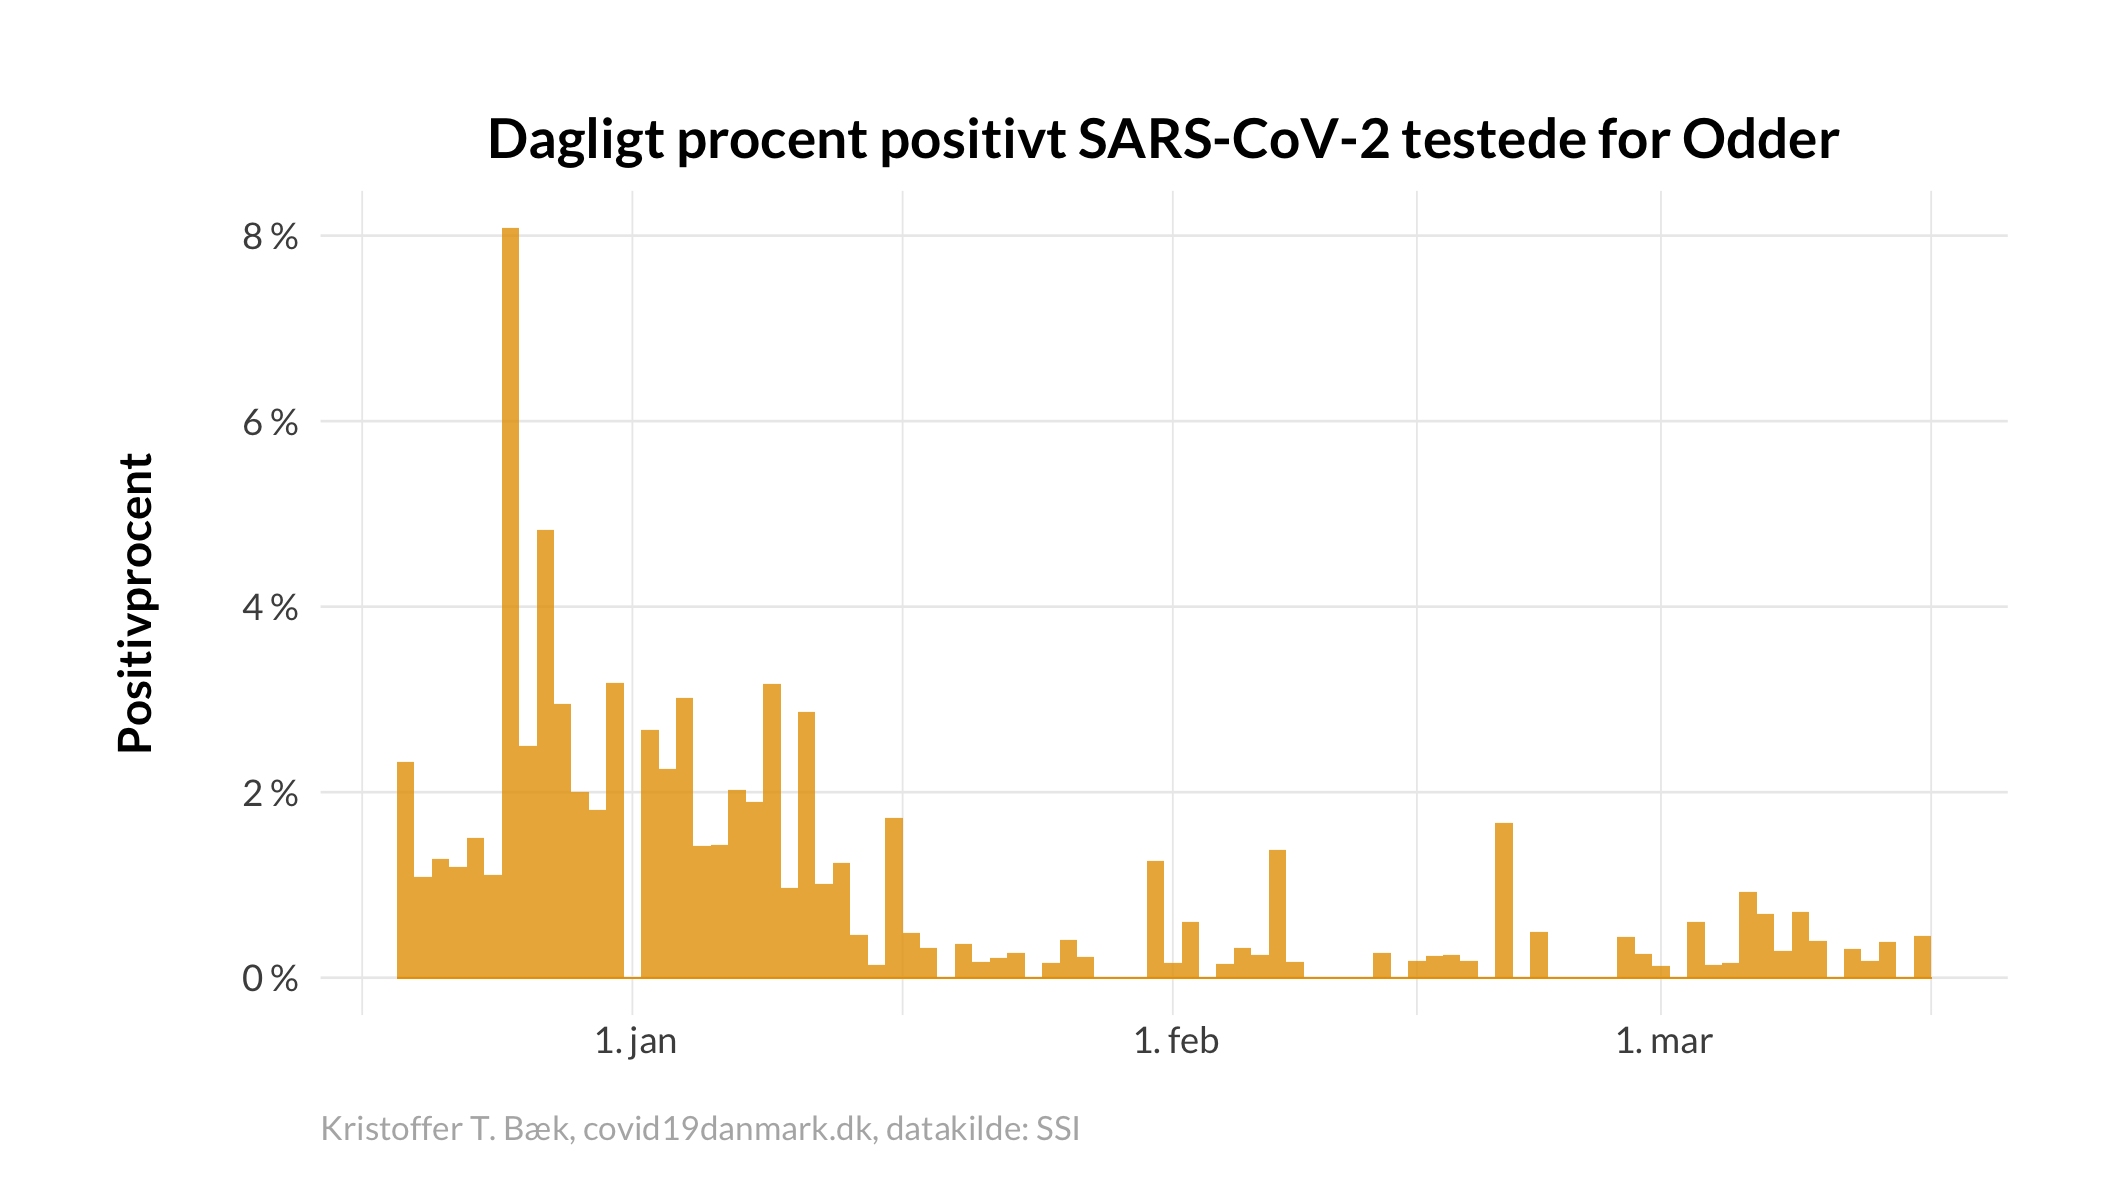 Dagligt procent positivt SARS-CoV-2 testede for Odder
Positivprocent
8 %
6 %
4 %
2 %
0 %
1. jan
1. feb
1. mar
Kristoffer T. Bæk, covid19danmark.dk, datakilde: SSI